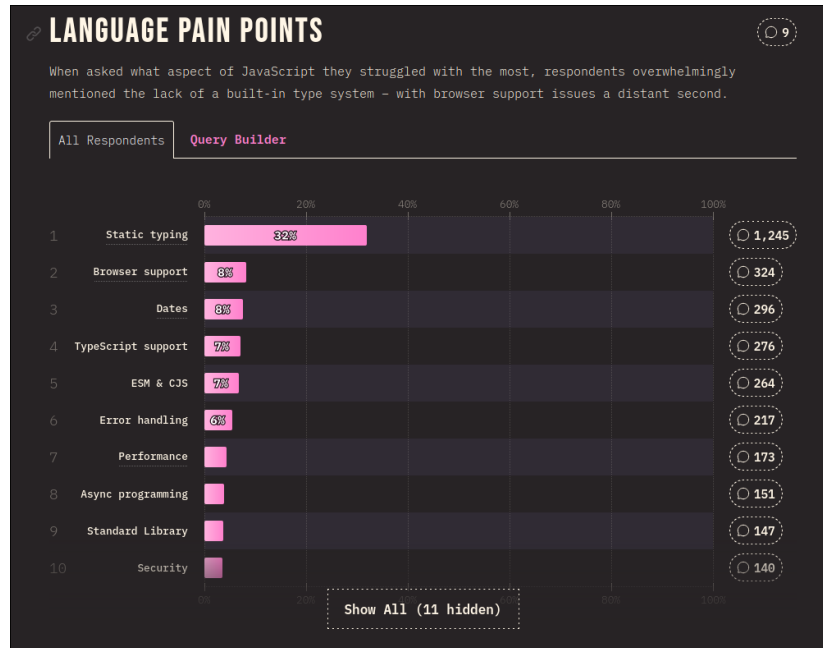 LANGUAGE PAIN POINTS
9
When asked what aspect of JavaScript they struggled with the most, respondents overwhelmingly
mentioned the lack of a built-in type system – with browser support issues a distant second.
All Respondents
Query Builder
0% 20% 40% 60% 80% 100%
1 Static typing 32% 1,245
2 Browser support 8% 324
3 Dates 8% 296
4 TypeScript support 7% 276
5 ESM & CJS 7% 264
6 Error handling 6% 217
7 Performance 173
8 Async programming 151
9 Standard Library 147
10 Security 140
0% 20% 40% 60% 80% 100%
Show All (11 hidden)